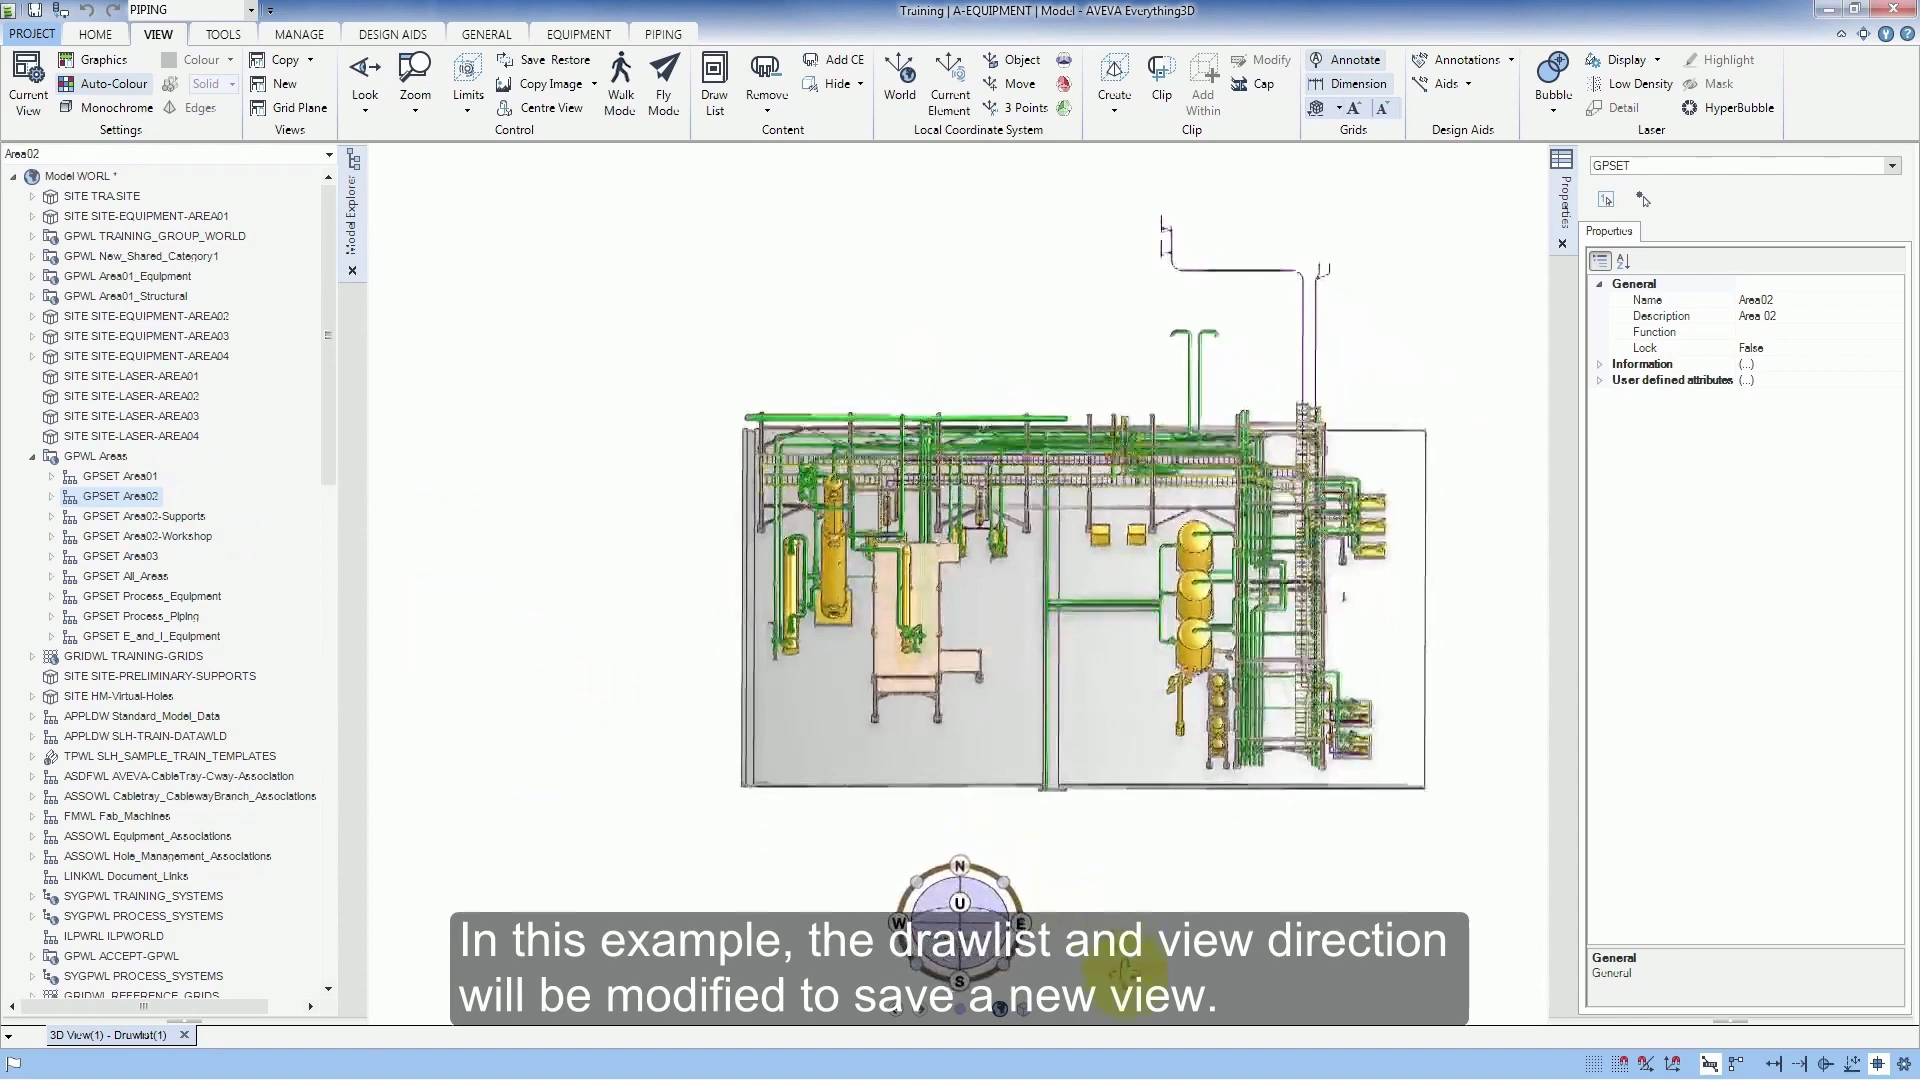 PIPING
Training | A-EQUIPMENT | Model - AVEVA Everything3D
PROJECT HOME VIEW TOOLS MANAGE DESIGN AIDS GENERAL EQUIPMENT PIPING
Current View
Graphics
Auto-Colour
Monochrome
Colour
Solid
Edges
Settings
Copy
New
Grid Plane
Views
Look
Zoom
Limits
Save Restore
Copy Image
Centre View
Walk Mode
Fly Mode
Control
Draw List
Remove
Add CE
Hide
Content
World
Current Element
Object
Move
3 Points
Local Coordinate System
Create
Clip
Add Within
Modify
Cap
Clip
Annotate
Dimension
Grids
Annotations
Aids
Design Aids
Bubble
Display
Low Density
Detail
Highlight
Mask
HyperBubble
Laser
Area02
Model WORL *
SITE TRA.SITE
SITE SITE-EQUIPMENT-AREA01
GPWL TRAINING_GROUP_WORLD
GPWL New_Shared_Category1
GPWL Area01_Equipment
GPWL Area01_Structural
SITE SITE-EQUIPMENT-AREA02
SITE SITE-EQUIPMENT-AREA03
SITE SITE-EQUIPMENT-AREA04
SITE SITE-LASER-AREA01
SITE SITE-LASER-AREA02
SITE SITE-LASER-AREA03
SITE SITE-LASER-AREA04
GPWL Areas
GPSET Area01
GPSET Area02
GPSET Area02-Supports
GPSET Area02-Workshop
GPSET Area03
GPSET All_Areas
GPSET Process_Equipment
GPSET Process_Piping
GPSET E_and_I_Equipment
GRIDWL TRAINING-GRIDS
SITE SITE-PRELIMINARY-SUPPORTS
SITE HM-Virtual-Holes
APPLDW Standard_Model_Data
APPLDW SLH-TRAIN-DATAWLD
TPWL SLH_SAMPLE_TRAIN_TEMPLATES
ASDFWL AVEVA-CableTray-Cway-Association
ASSOWL Cabletray_CablewayBranch_Associations
FMWL Fab_Machines
ASSOWL Equipment_Associations
ASSOWL Hole_Management_Associations
LINKWL Document_Links
SYGPWL TRAINING_SYSTEMS
SYGPWL PROCESS_SYSTEMS
ILPWRL ILPWORLD
GPWL ACCEPT-GPWL
SYGPWL PROCESS_SYSTEMS
GRIDWL REFERENCE_GRIDS
Model Explorer
N
U
W
E
S
In this example, the drawlist and view direction
will be modified to save a new view.
Properties
GPSET
Properties
General
Name Area02
Description Area 02
Function
Lock False
Information (...)
User defined attributes (...)
General
General
3D View(1) - Drawlist(1)